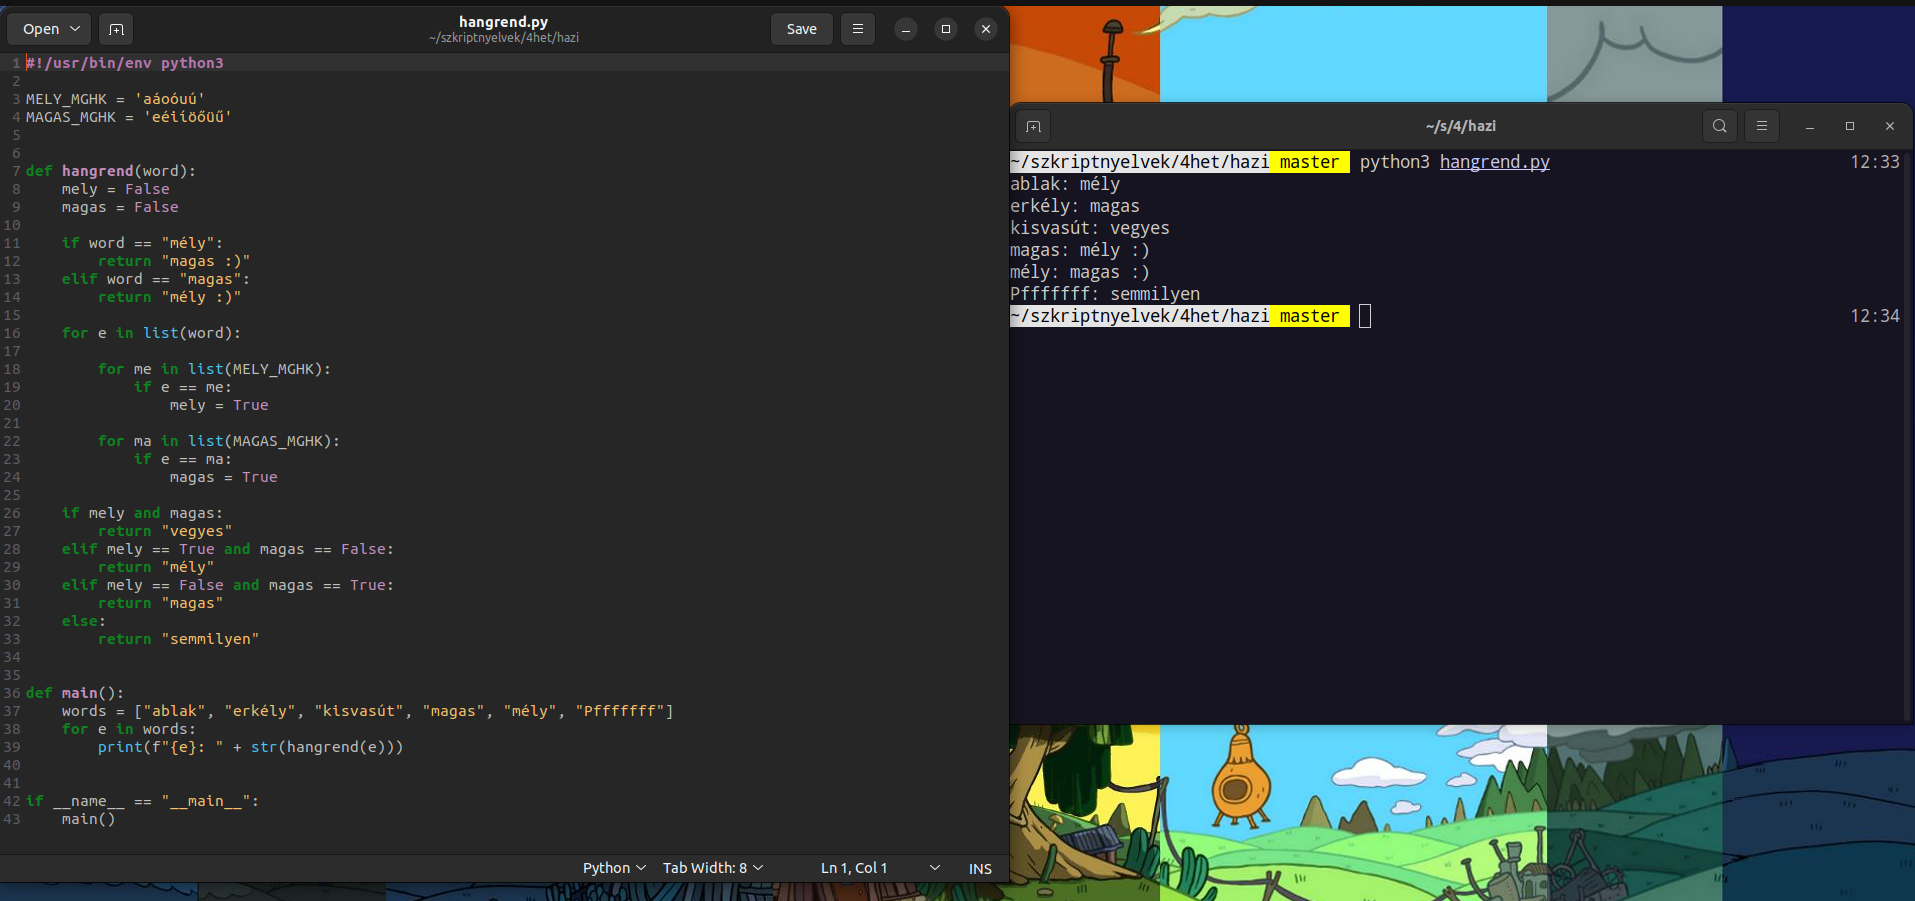 Open
hangrend.py
~/szkriptnyelvek/4het/hazi
Save
1 #!/usr/bin/env python3
2
3 MELY_MGHK = 'aáoóuú'
4 MAGAS_MGHK = 'eéiíöőüű'
5
6
7 def hangrend(word):
8     mely = False
9     magas = False
10
11     if word == "mély":
12         return "magas :)"
13     elif word == "magas":
14         return "mély :)"
15
16     for e in list(word):
17
18         for me in list(MELY_MGHK):
19             if e == me:
20                 mely = True
21
22         for ma in list(MAGAS_MGHK):
23             if e == ma:
24                 magas = True
25
26     if mely and magas:
27         return "vegyes"
28     elif mely == True and magas == False:
29         return "mély"
30     elif mely == False and magas == True:
31         return "magas"
32     else:
33         return "semmilyen"
34
35
36 def main():
37     words = ["ablak", "erkély", "kisvasút", "magas", "mély", "Pfffffff"]
38     for e in words:
39         print(f"{e}: " + str(hangrend(e)))
40
41
42 if __name__ == "__main__":
43     main()
Python Tab Width: 8 Ln 1, Col 1 INS
~/s/4/hazi
~/szkriptnyelvek/4het/hazi master python3 hangrend.py 12:33
ablak: mély
erkély: magas
kisvasút: vegyes
magas: mély :)
mély: magas :)
Pfffffff: semmilyen
~/szkriptnyelvek/4het/hazi master 12:34